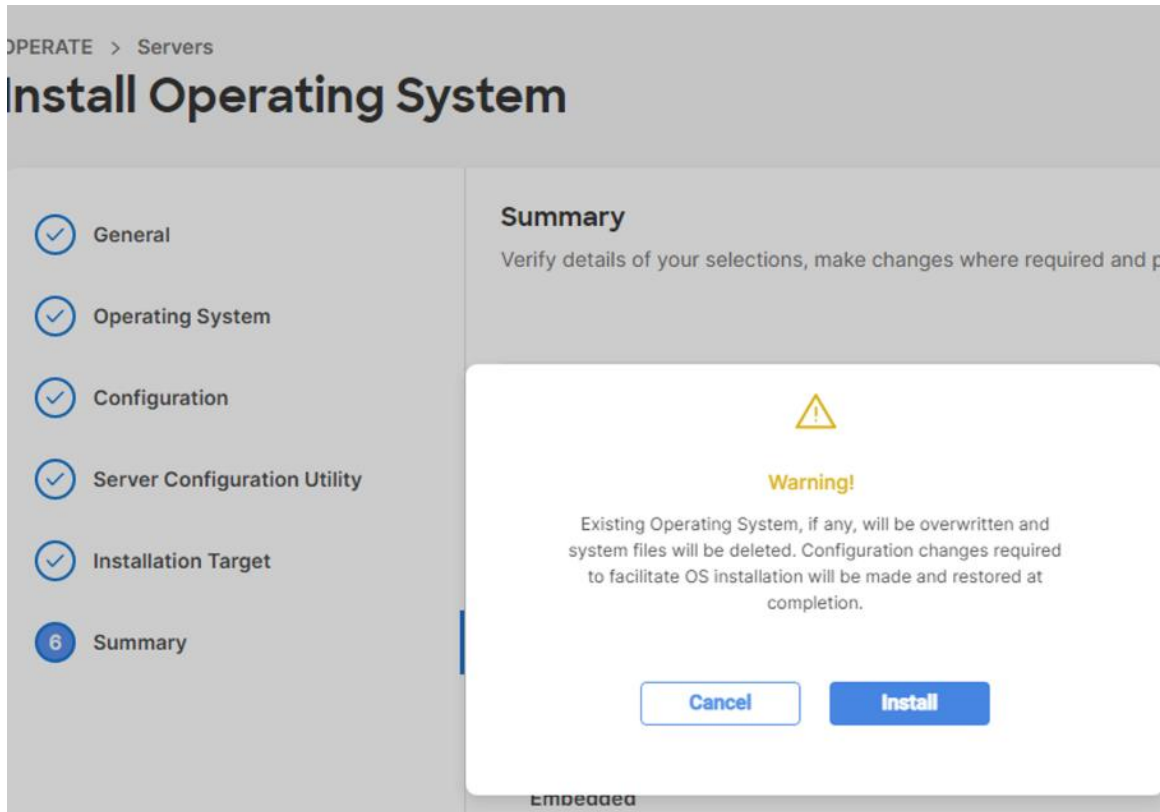 OPERATE > Servers
Install Operating System
General
Operating System
Configuration
Server Configuration Utility
Installation Target
6 Summary
Summary
Verify details of your selections, make changes where required and p
Warning!
Existing Operating System, if any, will be overwritten and
system files will be deleted. Configuration changes required
to facilitate OS installation will be made and restored at
completion.
Cancel Install
Embedded